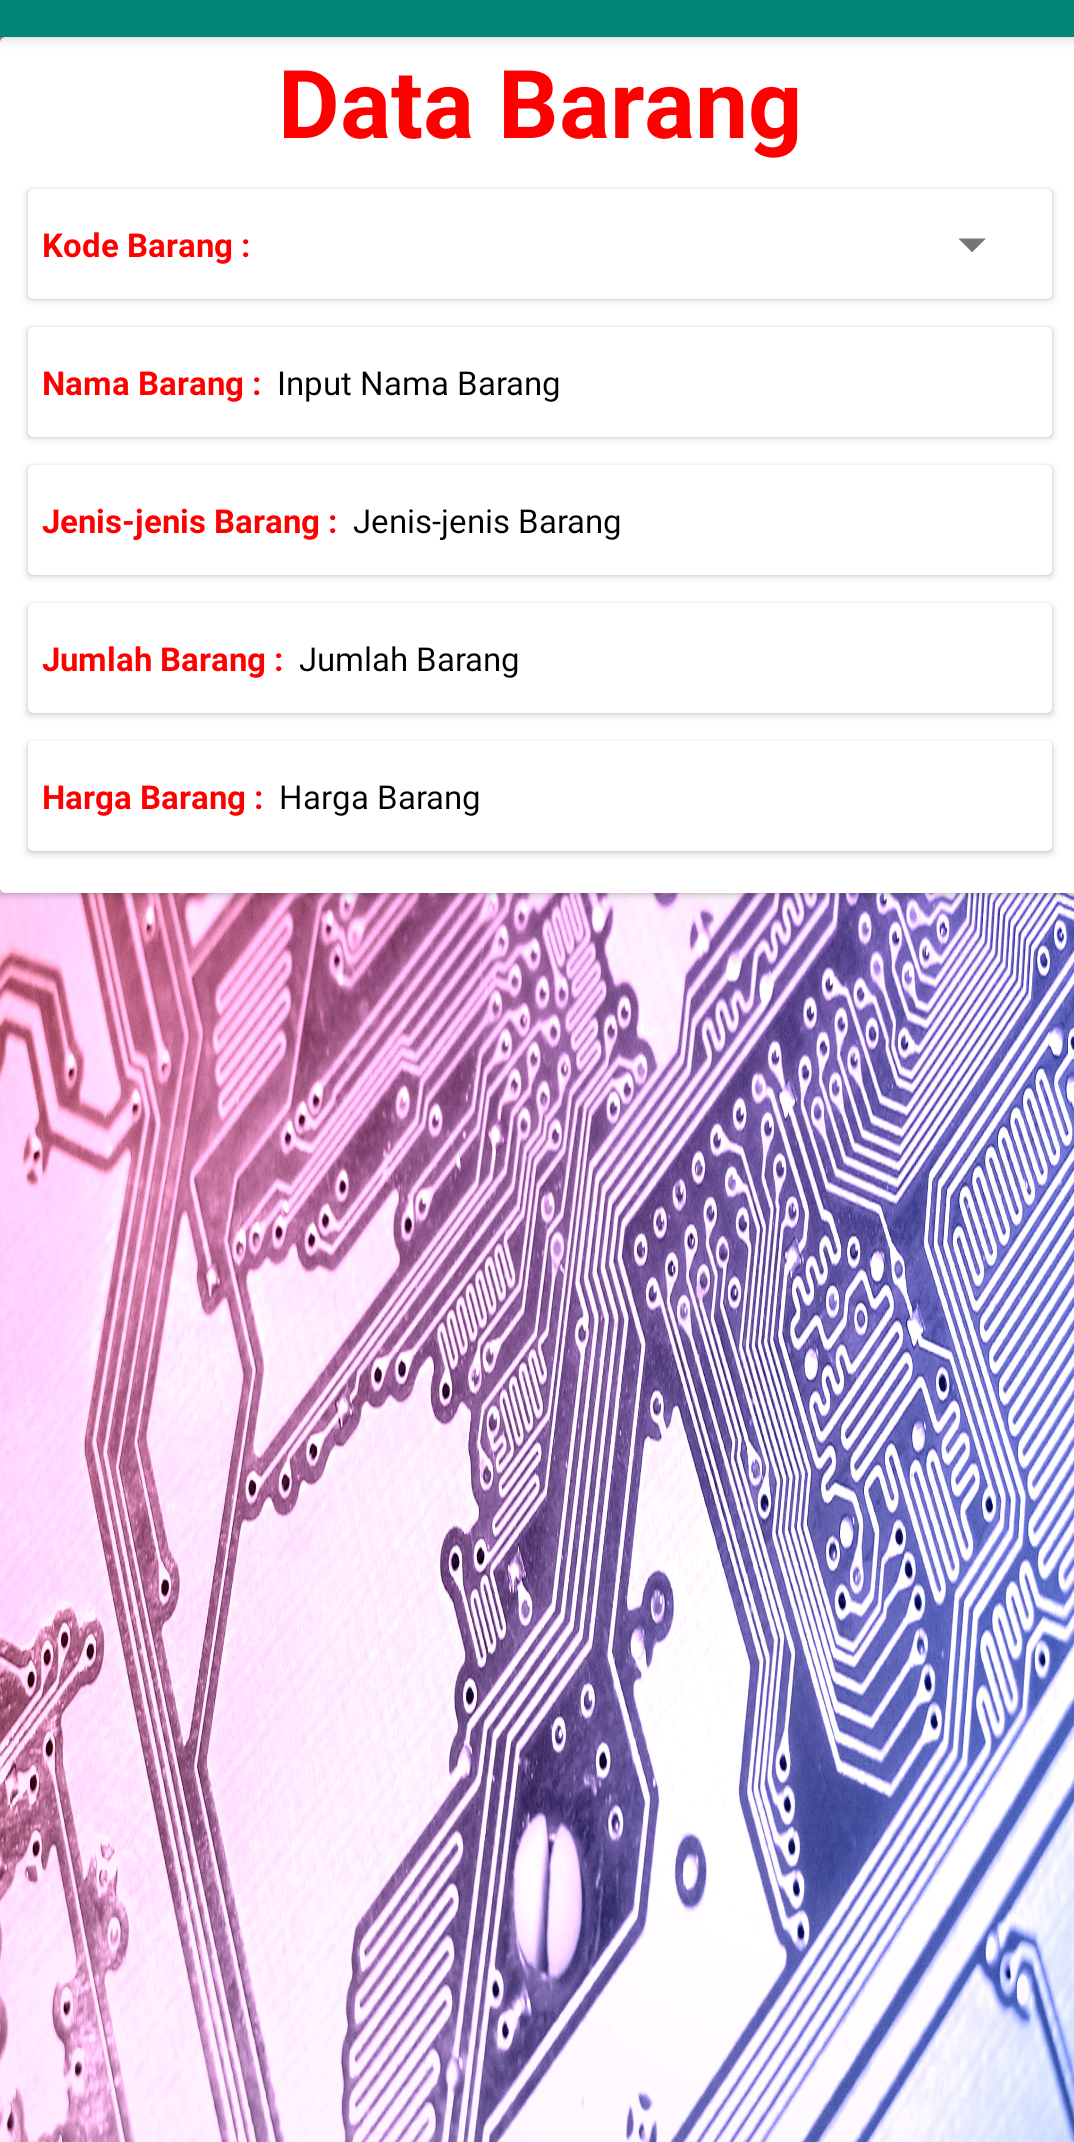 Data Barang
Kode Barang :
Nama Barang : Input Nama Barang
Jenis-jenis Barang : Jenis-jenis Barang
Jumlah Barang : Jumlah Barang
Harga Barang : Harga Barang